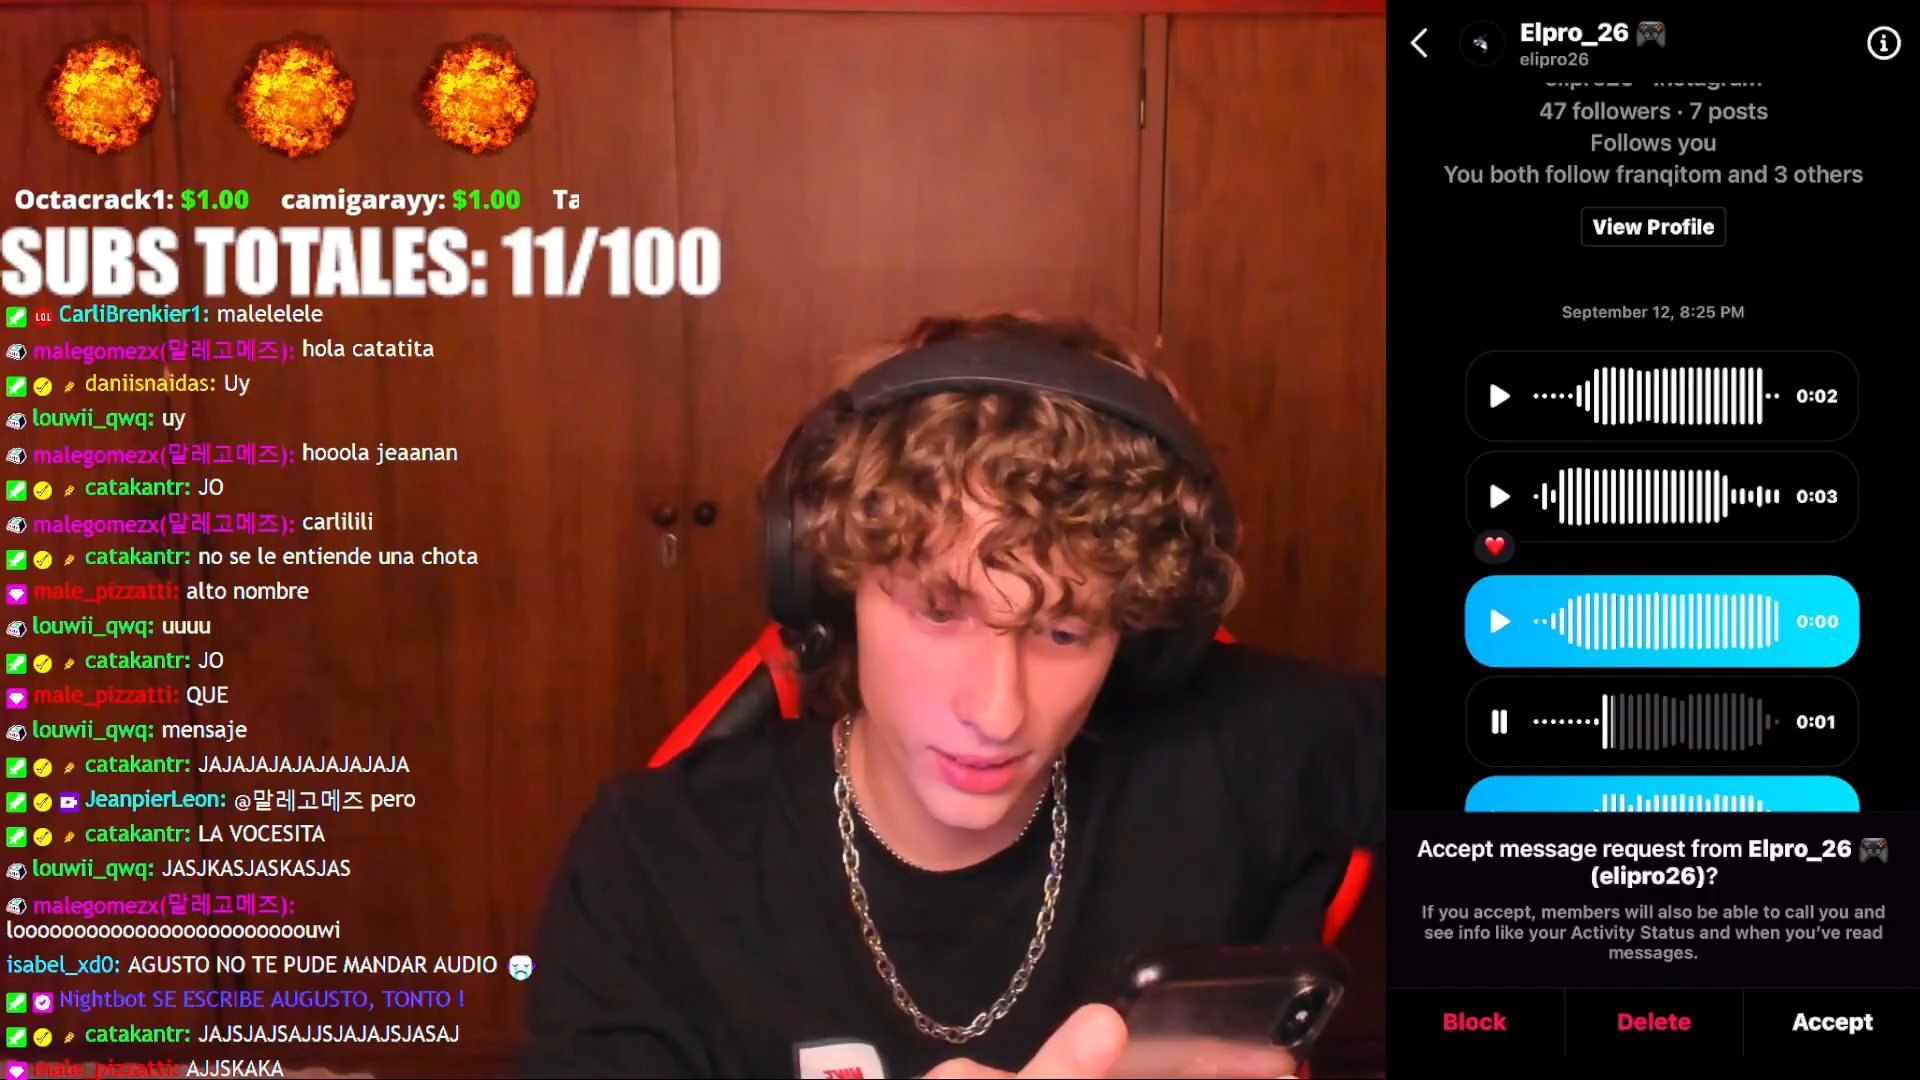 Octacrack1: $1.00 camigarayy: $1.00 Ta
SUBS TOTALES: 11/100
CarliBrenkier1: malelelele
malegomezx(말레고메즈): hola catatita
daniisnaidas: Uy
louwii_qwq: uy
malegomezx(말레고메즈): hooola jeaanan
catakantr: JO
malegomezx(말레고메즈): carlilili
catakantr: no se le entiende una chota
male_pizzatti: alto nombre
louwii_qwq: uuuu
catakantr: JO
male_pizzatti: QUE
louwii_qwq: mensaje
catakantr: JAJAJAJAJAJAJAJAJA
JeanpierLeon: @말레고메즈 pero
catakantr: LA VOCESITA
louwii_qwq: JASJKASJASKASJAS
malegomezx(말레고메즈):
looooooooooooooooooooooouwi
isabel_xd0: AGUSTO NO TE PUDE MANDAR AUDIO
Nightbot SE ESCRIBE AUGUSTO, TONTO !
catakantr: JAJSJAJSAJJSJAJAJSJASAJ
male_pizzatti: AJJSKAKA
Elpro_26
elipro26
elipro26 · Instagram
47 followers · 7 posts
Follows you
You both follow franqitom and 3 others
View Profile
September 12, 8:25 PM
0:02
0:03
0:00
0:01
Accept message request from Elpro_26
(elipro26)?
If you accept, members will also be able to call you and
see info like your Activity Status and when you've read
messages.
Block Delete Accept